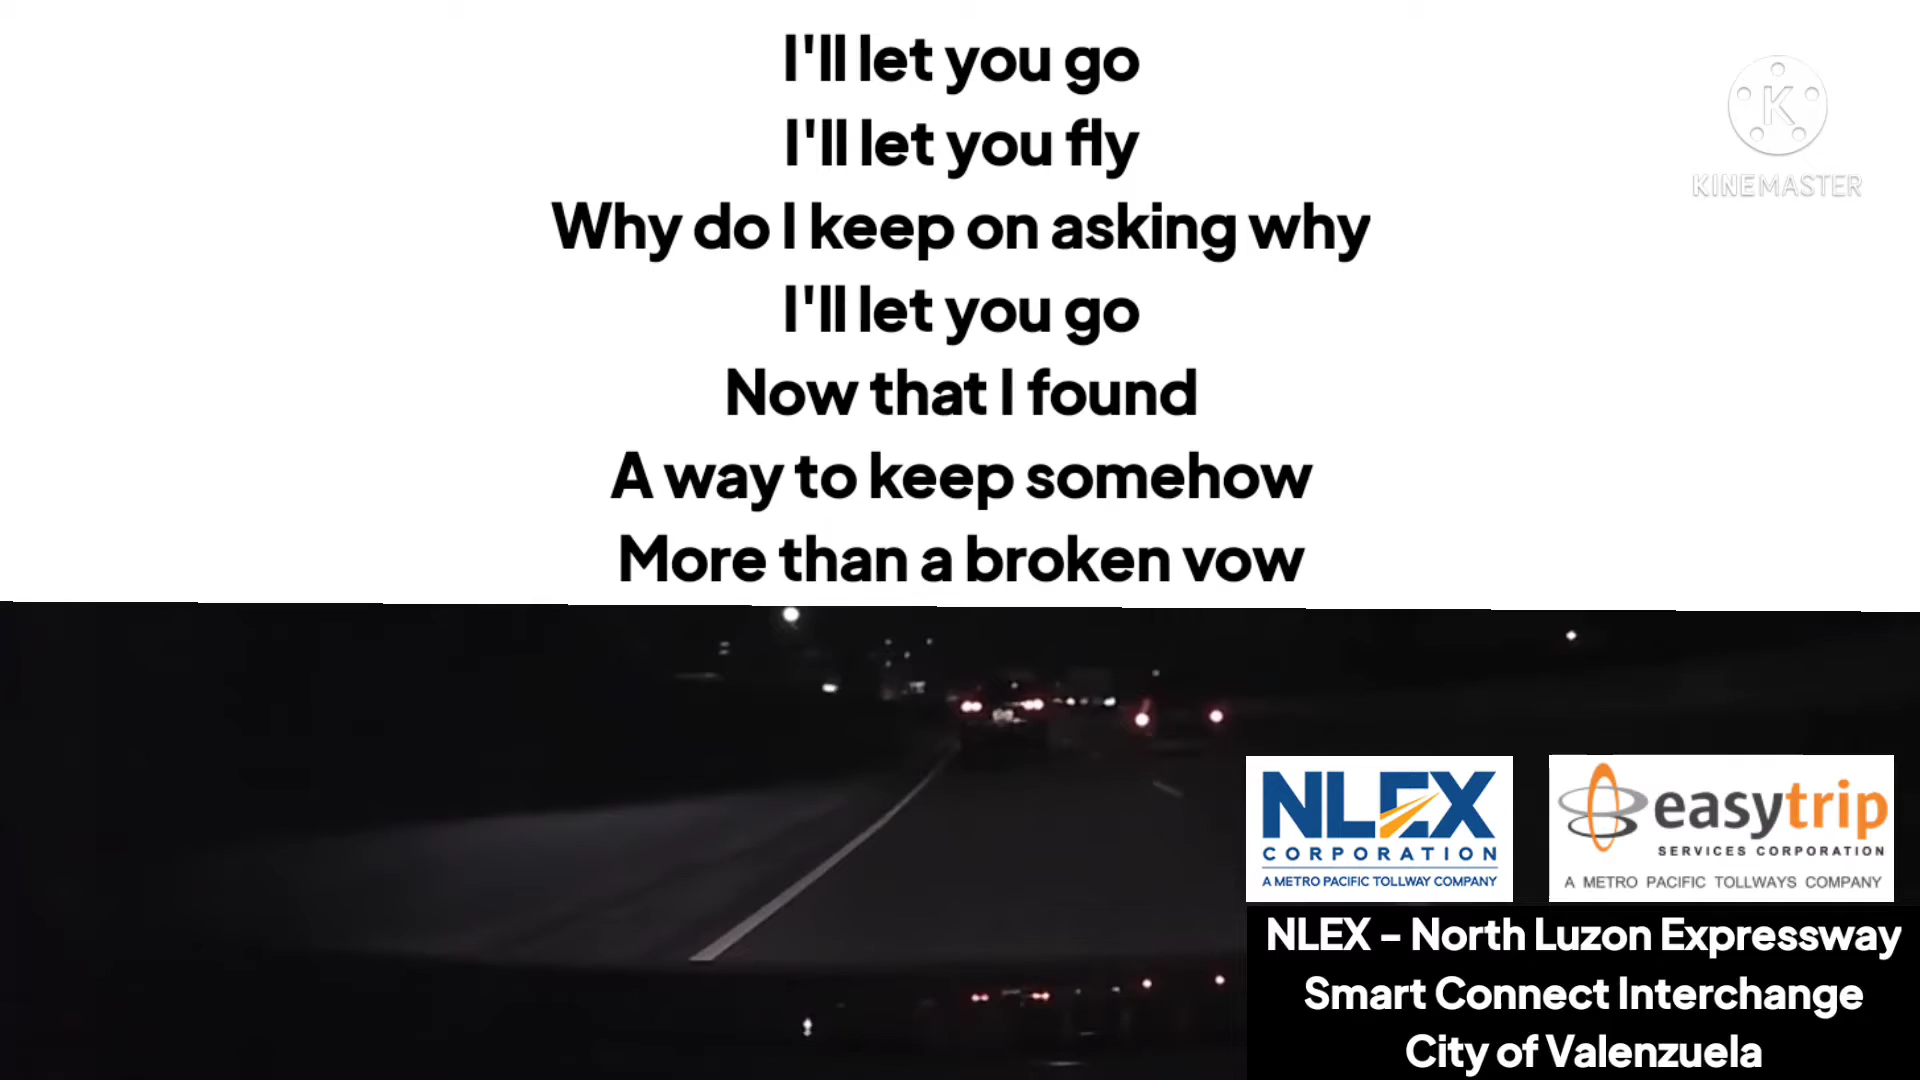 I'll let you go
I'll let you fly
Why do I keep on asking why
I'll let you go
Now that I found
A way to keep somehow
More than a broken vow
K
KINEMASTER
NLEX
CORPORATION
A METRO PACIFIC TOLLWAY COMPANY
easytrip
SERVICES CORPORATION
A METRO PACIFIC TOLLWAYS COMPANY
NLEX - North Luzon Expressway
Smart Connect Interchange
City of Valenzuela